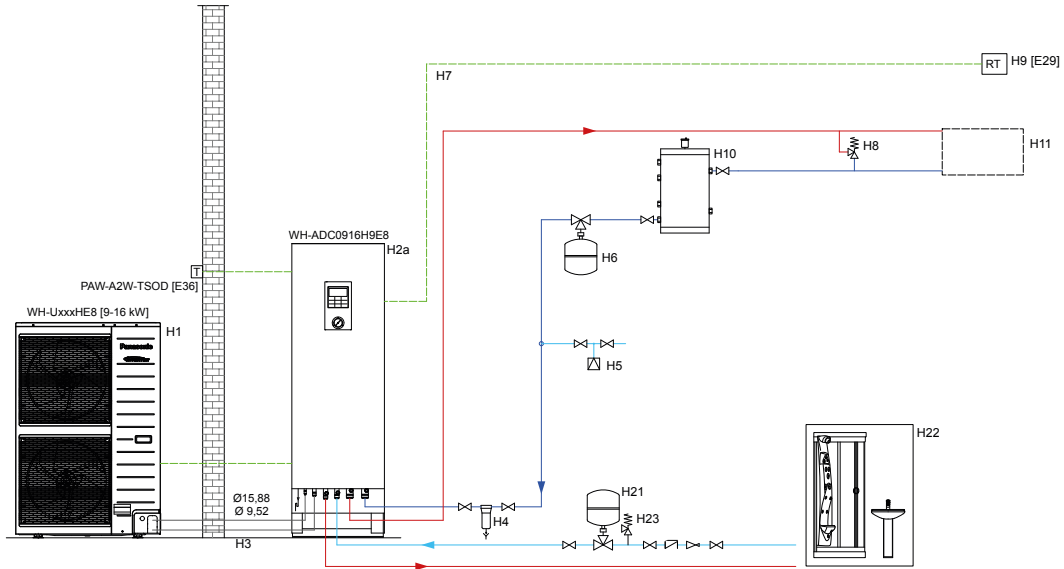 RT
H9 [E29]
H7
H8
H11
H10
WH-ADC0916H9E8
H2a
H6
PAW-A2W-TSOD [E36]
T
WH-UxxxHE8 [9-16 kW]
H1
Panasonic
H5
H22
Ø15,88
Ø 9,52
H21
H23
H4
H3